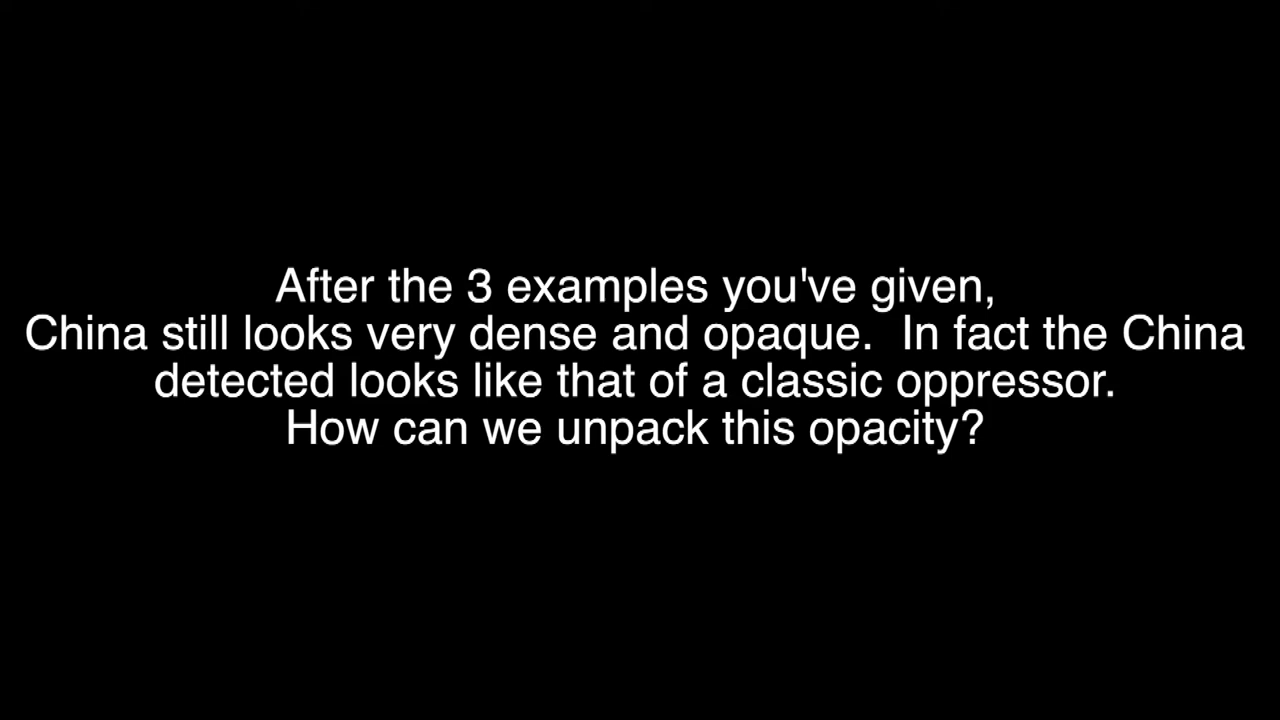 After the 3 examples you've given,
China still looks very dense and opaque.  In fact the China
detected looks like that of a classic oppressor.
How can we unpack this opacity?